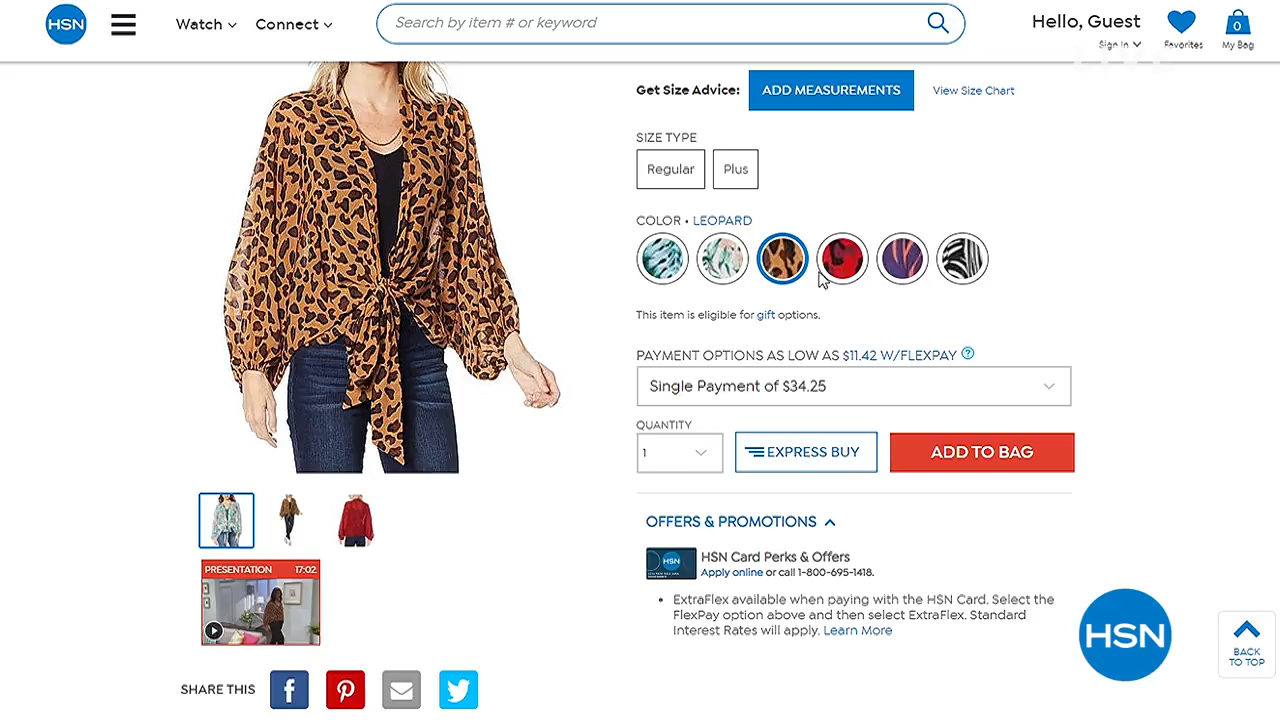 HSN
Watch
Connect
Search by item # or keyword
Hello, Guest
Sign In
Favorites
0
My Bag
Get Size Advice:
ADD MEASUREMENTS
View Size Chart
SIZE TYPE
Regular
Plus
COLOR • LEOPARD
This item is eligible for gift options.
PAYMENT OPTIONS AS LOW AS $11.42 W/FLEXPAY ?
Single Payment of $34.25
QUANTITY
1
EXPRESS BUY
ADD TO BAG
OFFERS & PROMOTIONS
HSN
HSN Card Perks & Offers
Apply online or call 1-800-695-1418.
• ExtraFlex available when paying with the HSN Card. Select the
FlexPay option above and then select ExtraFlex. Standard
Interest Rates will apply. Learn More
PRESENTATION 17:02
SHARE THIS
HSN
BACK
TO TOP